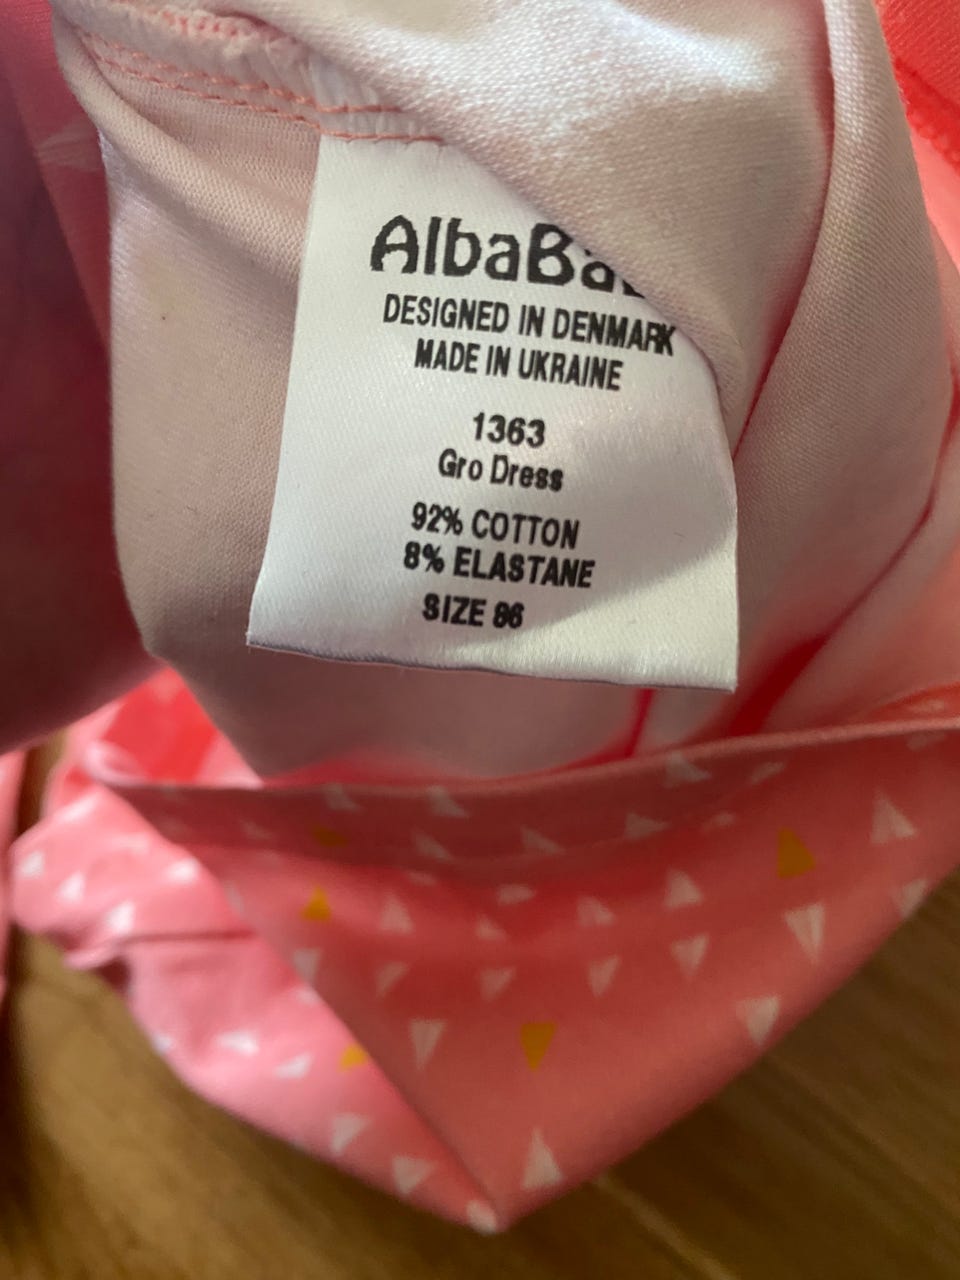 AlbaBa
DESIGNED IN DENMARK
MADE IN UKRAINE
1363
Gro Dress
92% COTTON
8% ELASTANE
SIZE 86